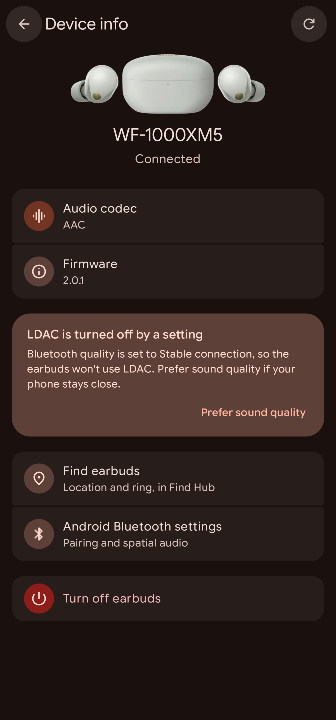 Device info
WF-1000XM5
Connected
Audio codec
AAC
Firmware
2.0.1
LDAC is turned off by a setting
Bluetooth quality is set to Stable connection, so the
earbuds won't use LDAC. Prefer sound quality if your
phone stays close.
Prefer sound quality
Find earbuds
Location and ring, in Find Hub
Android Bluetooth settings
Pairing and spatial audio
Turn off earbuds